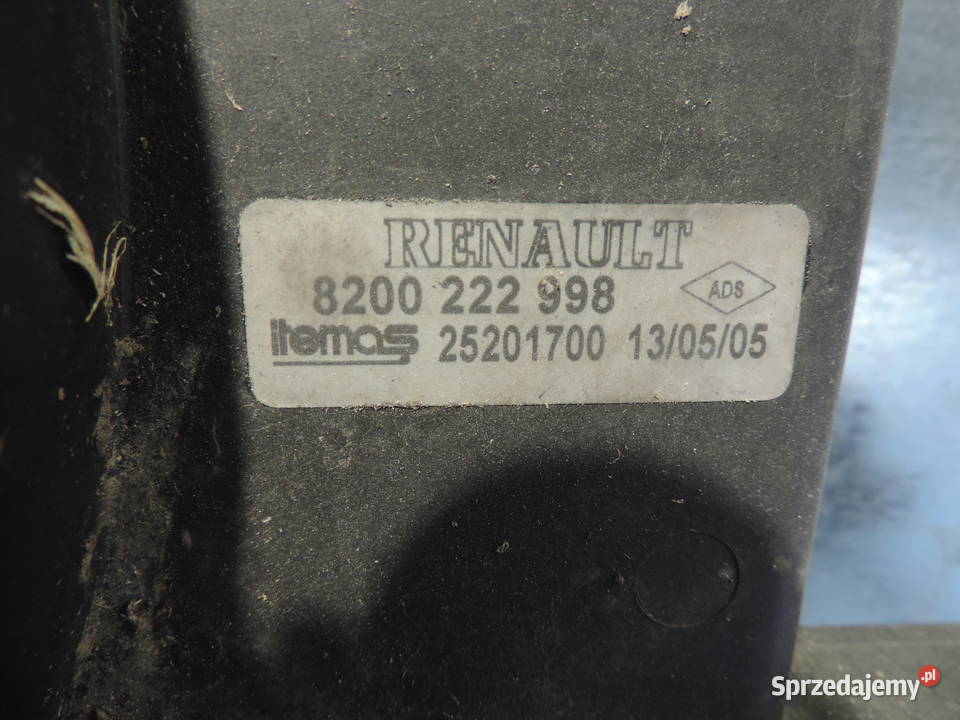 RENAULT
8200 222 998 ADS
itemas 25201700 13/05/05
Sprzedajemy.pl